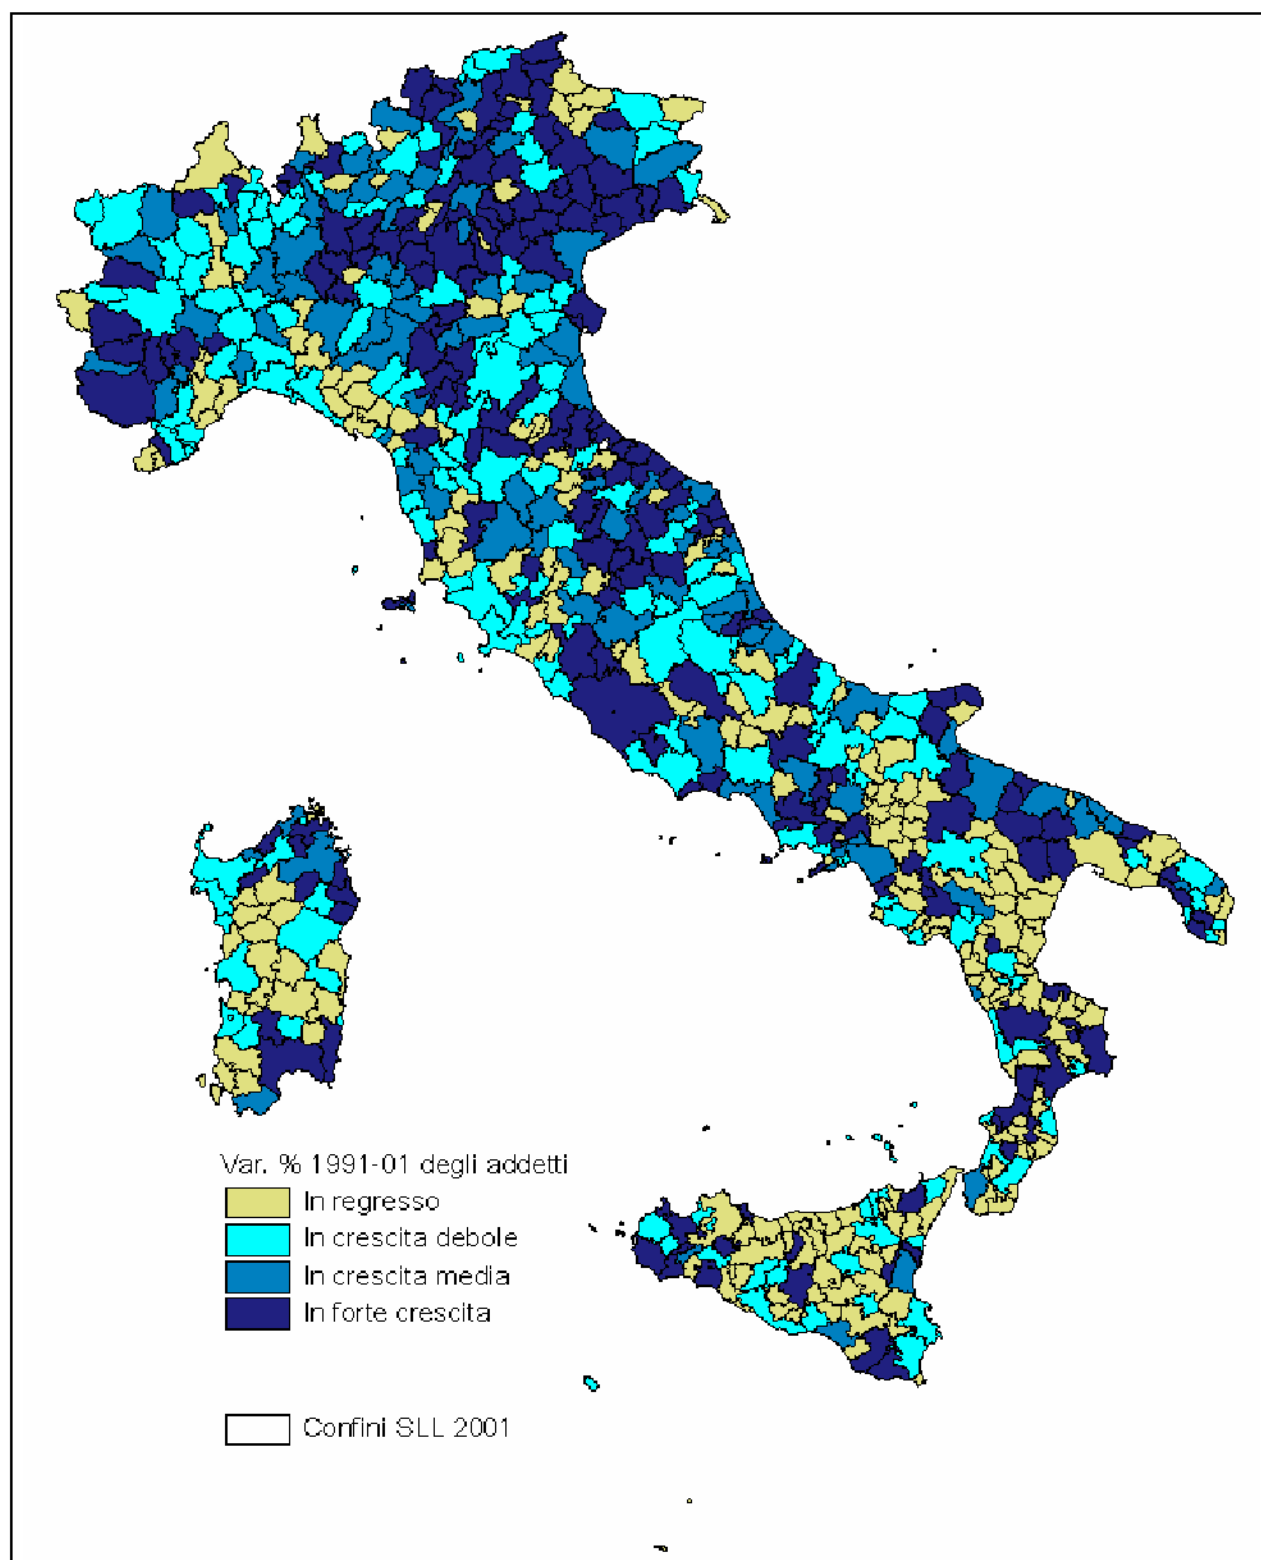 Var. % 1991-01 degli addetti
In regresso
In crescita debole
In crescita media
In forte crescita
Confini SLL 2001